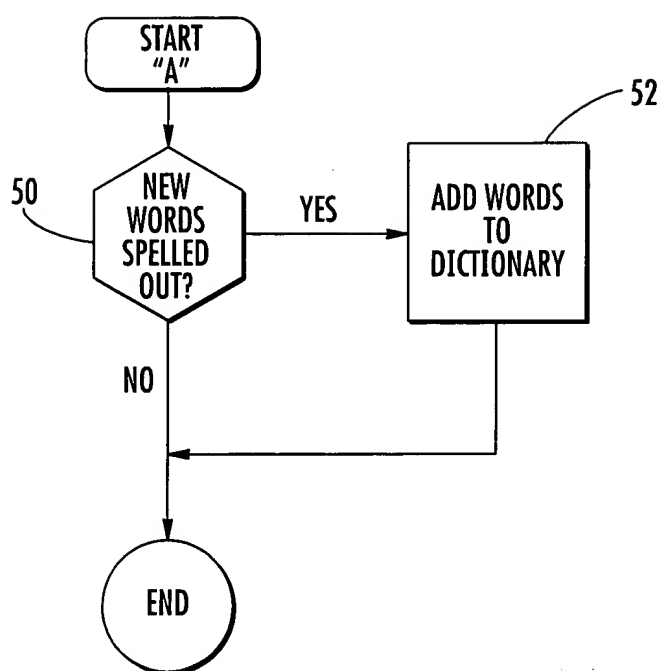 START
"A"
52
50
NEW
WORDS
SPELLED
OUT?
YES
ADD WORDS
TO
DICTIONARY
NO
END